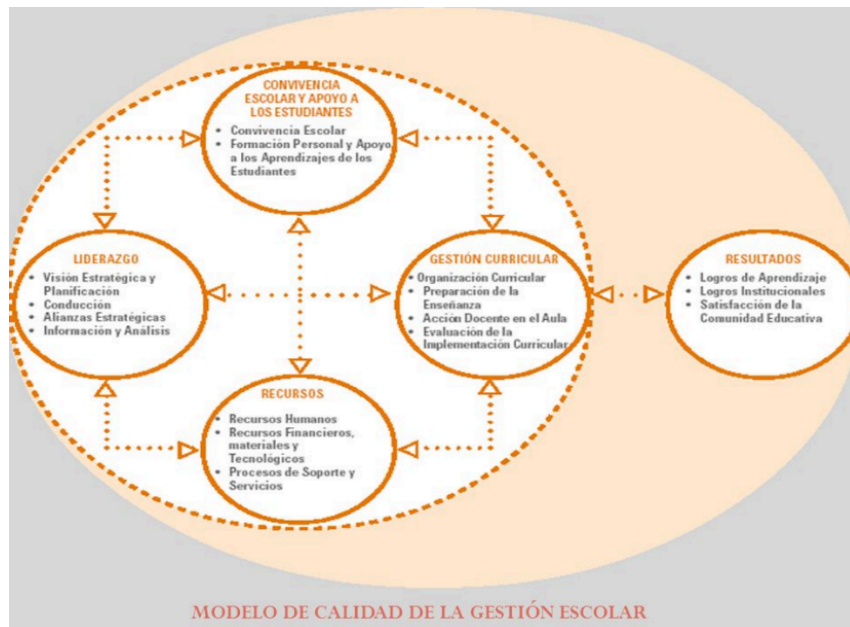 CONVIVENCIA
ESCOLAR Y APOYO A
LOS ESTUDIANTES
• Convivencia Escolar
• Formación Personal y Apoyo
a los Aprendizajes de los
Estudiantes
LIDERAZGO
• Visión Estratégica y
Planificación
• Conducción
• Alianzas Estratégicas
• Información y Análisis
GESTIÓN CURRICULAR
• Organización Curricular
• Preparación de la
Enseñanza
• Acción Docente en el Aula
• Evaluación de la
Implementación Curricular
RESULTADOS
• Logros de Aprendizaje
• Logros Institucionales
• Satisfacción de la
Comunidad Educativa
RECURSOS
• Recursos Humanos
• Recursos Financieros,
materiales y
Tecnológicos
• Procesos de Soporte y
Servicios
MODELO DE CALIDAD DE LA GESTIÓN ESCOLAR